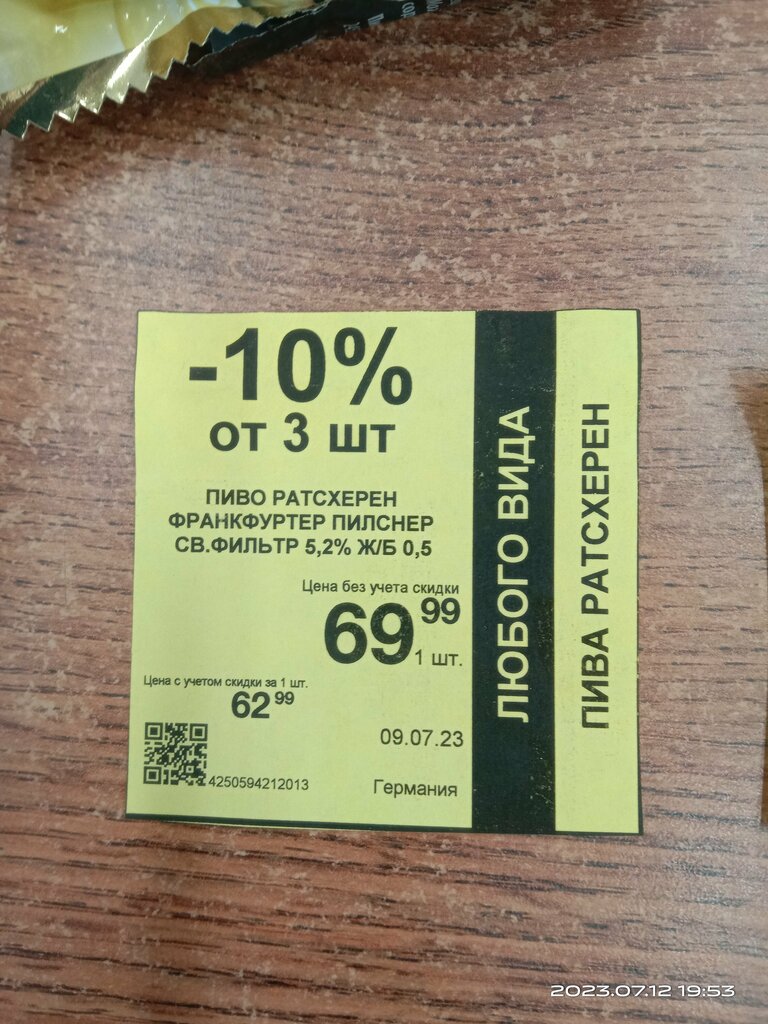 -10%
от 3 шт
ПИВО РАТСХЕРЕН
ФРАНКФУРТЕР ПИЛСНЕР
СВ.ФИЛЬТР 5,2% Ж/Б 0,5
Цена без учета скидки
69 99
1 шт.
Цена с учетом скидки за 1 шт.
62 99
09.07.23
4250594212013
Германия
ЛЮБОГО ВИДА
ПИВА РАТСХЕРЕН
2023.07.12 19:53